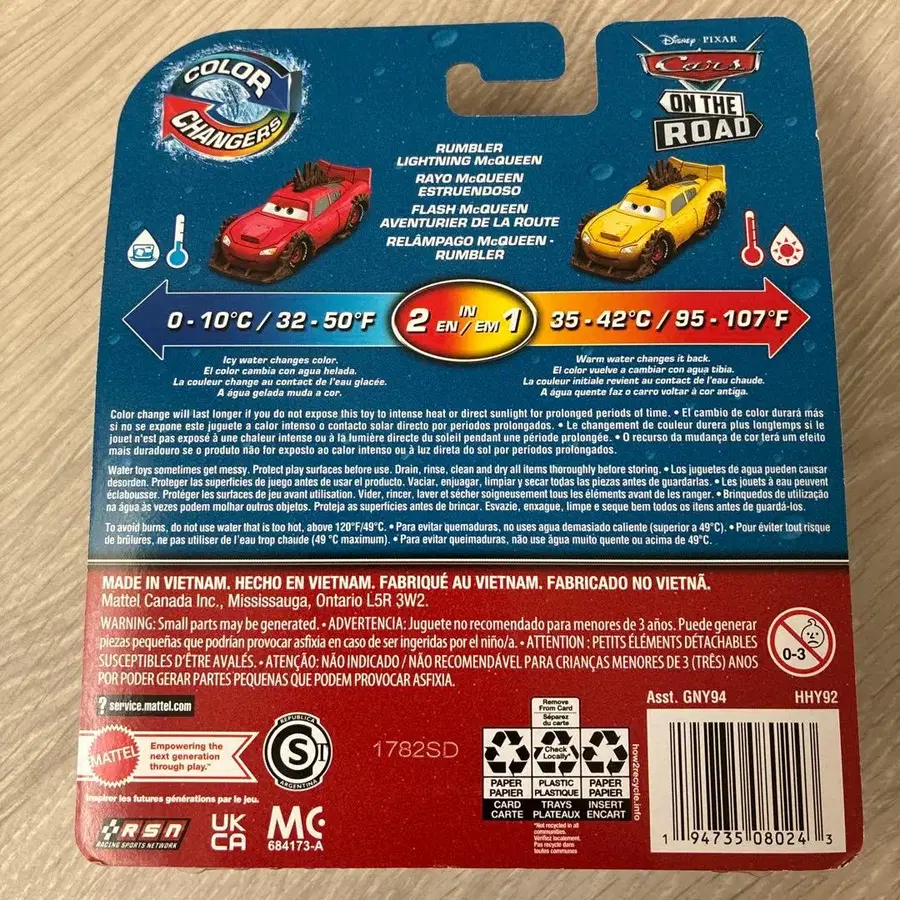 COLOR
CHANGERS
Disney · PIXAR
Cars
ON THE
ROAD
RUMBLER
LIGHTNING McQUEEN
RAYO McQUEEN
ESTRUENDOSO
FLASH McQUEEN
AVENTURIER DE LA ROUTE
RELÂMPAGO McQUEEN -
RUMBLER
0 - 10°C / 32 - 50°F
2 IN EN / EM 1
35 - 42°C / 95 - 107°F
Icy water changes color.
El color cambia con agua helada.
La couleur change au contact de l'eau glacée.
A água gelada muda a cor.
Warm water changes it back.
El color vuelve a cambiar con agua tibia.
La couleur initiale revient au contact de l'eau chaude.
A água quente faz o carro voltar à cor antiga.
Color change will last longer if you do not expose this toy to intense heat or direct sunlight for prolonged periods of time. • El cambio de color durará más
si no se expone este juguete a calor intenso o contacto solar directo por periodos prolongados. • Le changement de couleur durera plus longtemps si le
jouet n'est pas exposé à une chaleur intense ou à la lumière directe du soleil pendant une période prolongée. • O recurso da mudança de cor terá um efeito
mais duradouro se o produto não for exposto ao calor intenso ou à luz direta do sol por períodos prolongados.
Water toys sometimes get messy. Protect play surfaces before use. Drain, rinse, clean and dry all items thoroughly before storing. • Los juguetes de agua pueden causar
desorden. Proteger las superficies de juego antes de usar el producto. Vaciar, enjuagar, limpiar y secar todas las piezas antes de guardarlas. • Les jouets à eau peuvent
éclabousser. Protéger les surfaces de jeu avant utilisation. Vider, rincer, laver et sécher soigneusement tous les éléments avant de les ranger. • Brinquedos de utilização
na água às vezes podem molhar outros objetos. Proteja as superfícies antes de brincar. Esvazie, enxague, limpe e seque bem todos os itens antes de guardá-los.
To avoid burns, do not use water that is too hot, above 120°F/49°C. • Para evitar quemaduras, no uses agua demasiado caliente (superior a 49°C). • Pour éviter tout risque
de brûlures, ne pas utiliser de l'eau trop chaude (49 °C maximum). • Para evitar queimaduras, não use água muito quente ou acima de 49°C.
MADE IN VIETNAM. HECHO EN VIETNAM. FABRIQUÉ AU VIETNAM. FABRICADO NO VIETNÃ.
Mattel Canada Inc., Mississauga, Ontario L5R 3W2.
WARNING: Small parts may be generated. • ADVERTENCIA: Juguete no recomendado para menores de 3 años. Puede generar
piezas pequeñas que podrían provocar asfixia en caso de ser ingeridas por el niño/a. • ATTENTION : PETITS ÉLÉMENTS DÉTACHABLES
SUSCEPTIBLES D'ÊTRE AVALÉS. • ATENÇÃO: NÃO INDICADO / NÃO RECOMENDÁVEL PARA CRIANÇAS MENORES DE 3 (TRÊS) ANOS
POR PODER GERAR PARTES PEQUENAS QUE PODEM PROVOCAR ASFIXIA.
0-3
? service.mattel.com
Asst. GNY94
HHY92
MATTEL
Empowering the
next generation
through play.™
Inspirer les futures générations par le jeu.
REPUBLICA
S T
ARGENTINA
1782SD
Remove
From Card
Séparez
du carte
Check
Locally*
PAPER
PAPIER
CARD
CARTE
PLASTIC
PLASTIQUE
TRAYS
PLATEAUX
PAPER
PAPIER
INSERT
ENCART
*Not recycled in all
communities.
Vérifiez localement.
Pas recyclé dans
toutes communes
how2recycle.info
RSN
RACING SPORTS NETWORK
UK
CA
MC
684173-A
1 94735 08024 3